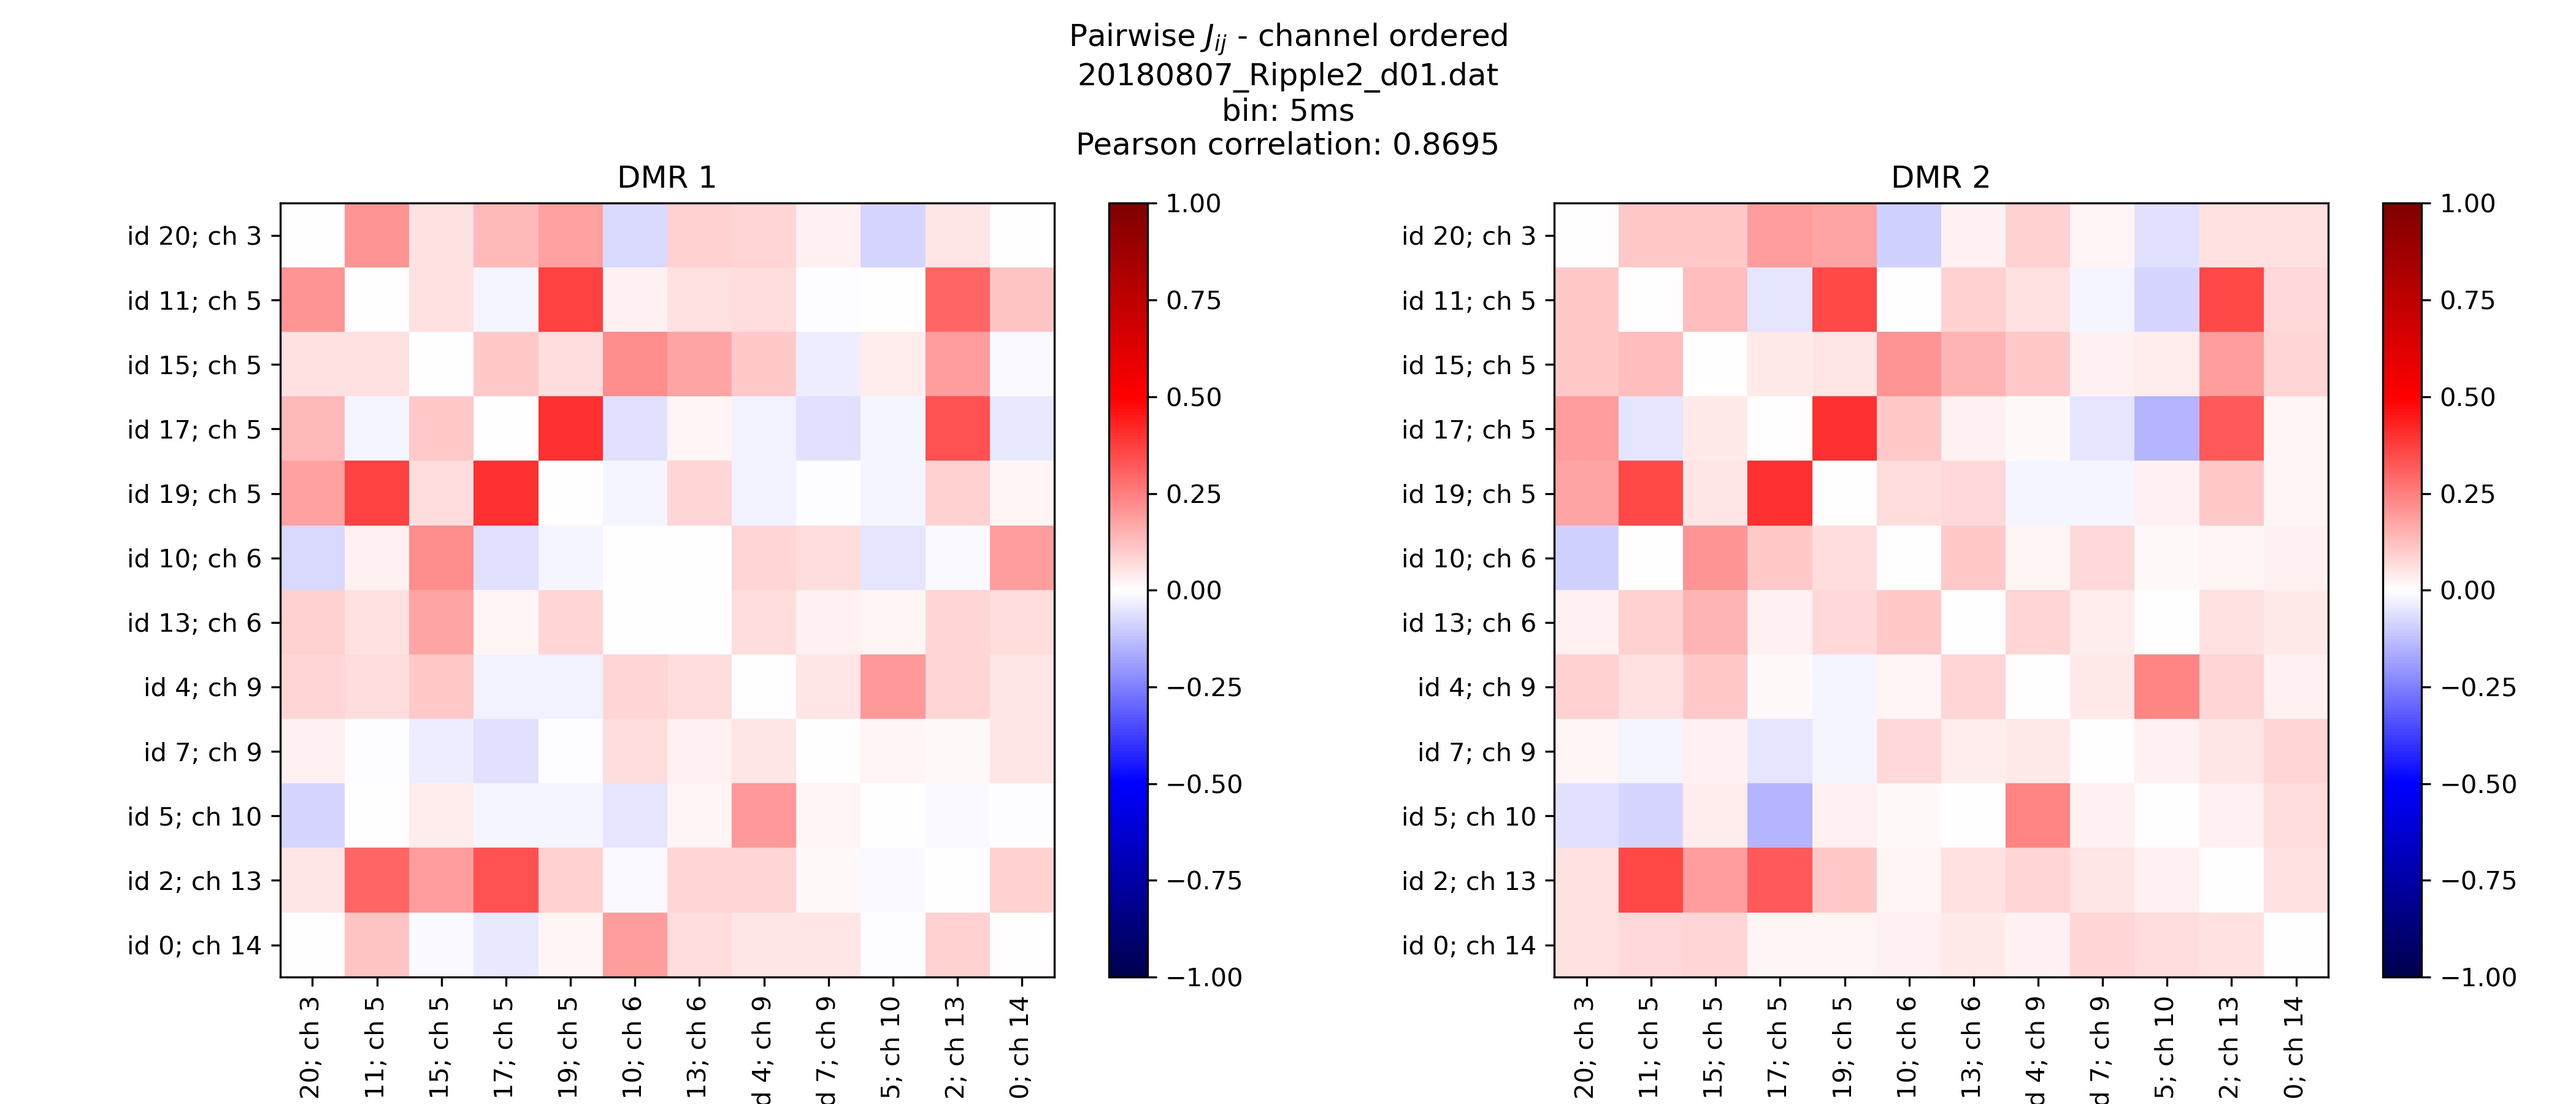 Pairwise J_ij - channel ordered
20180807_Ripple2_d01.dat
bin: 5ms
Pearson correlation: 0.8695
DMR 1
id 20; ch 3
id 11; ch 5
id 15; ch 5
id 17; ch 5
id 19; ch 5
id 10; ch 6
id 13; ch 6
id 4; ch 9
id 7; ch 9
id 5; ch 10
id 2; ch 13
id 0; ch 14
20; ch 3
11; ch 5
15; ch 5
17; ch 5
19; ch 5
10; ch 6
13; ch 6
d 4; ch 9
d 7; ch 9
5; ch 10
2; ch 13
0; ch 14
1.00
0.75
0.50
0.25
0.00
−0.25
−0.50
−0.75
−1.00
DMR 2
id 20; ch 3
id 11; ch 5
id 15; ch 5
id 17; ch 5
id 19; ch 5
id 10; ch 6
id 13; ch 6
id 4; ch 9
id 7; ch 9
id 5; ch 10
id 2; ch 13
id 0; ch 14
20; ch 3
11; ch 5
15; ch 5
17; ch 5
19; ch 5
10; ch 6
13; ch 6
d 4; ch 9
d 7; ch 9
5; ch 10
2; ch 13
0; ch 14
1.00
0.75
0.50
0.25
0.00
−0.25
−0.50
−0.75
−1.00